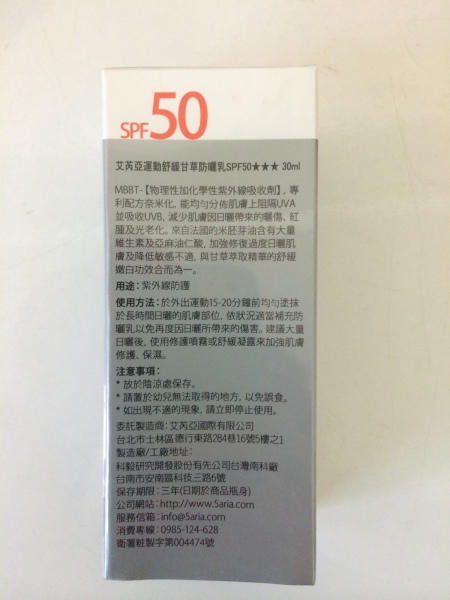 SPF50
艾芮亞運動舒緩甘草防曬乳SPF50★★★ 30ml
MBBT-【物理性加化學性紫外線吸收劑】，專
利配方奈米化，能均勻分佈肌膚上阻隔UVA
並吸收UVB，減少肌膚因日曬帶來的曬傷、紅
腫及光老化。來自法國的米胚芽油含有大量
維生素及亞麻油仁酸，加強修復過度日曬肌
膚及降低敏感不適，與甘草萃取精華的舒緩
嫩白功效合而為一。
用途：紫外線防護
使用方法：於外出運動15-20分鐘前均勻塗抹
於長時間日曬的肌膚部位，依狀況適當補充防
曬乳以免再度因日曬所帶來的傷害。建議大量
日曬後，使用修護噴霧或舒緩凝露來加強肌膚
修護、保濕。
注意事項：
* 放於陰涼處保存。
* 請置於幼兒無法取得的地方，以免誤食。
* 如出現不適的現象，請立即停止使用。
委託製造商：艾芮亞國際有限公司
台北市士林區德行東路284巷16號5樓之1
製造廠/工廠地址：
科毅研究開發股份有先公司台灣南科廠
台南市安南區科技三路6號
保存期限：三年(日期於商品瓶身)
公司網站：http://www.5aria.com
服務信箱：info@5aria.com
消費專線：0985-124-628
衛署粧製字第004474號